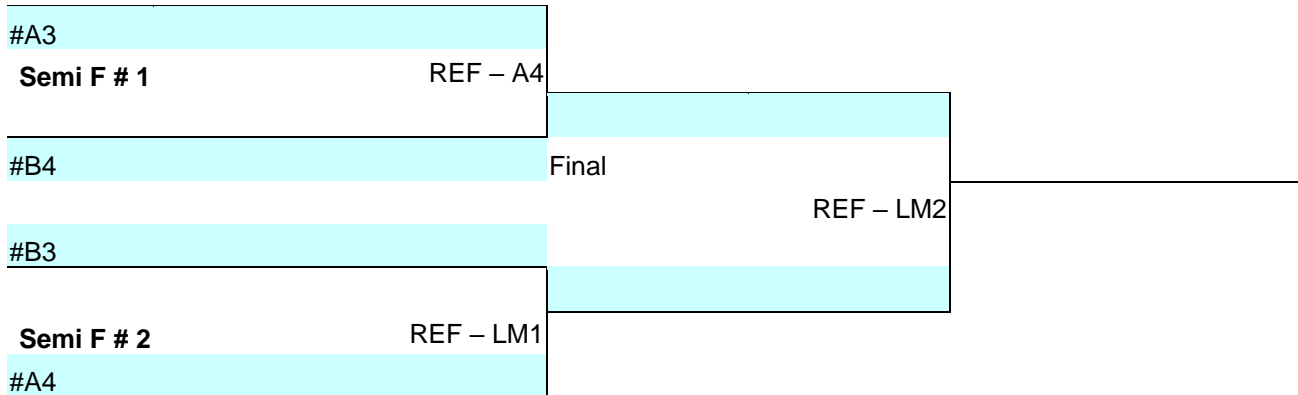 #A3
Semi F # 1 REF – A4
#B4
Final
REF – LM2
#B3
Semi F # 2 REF – LM1
#A4